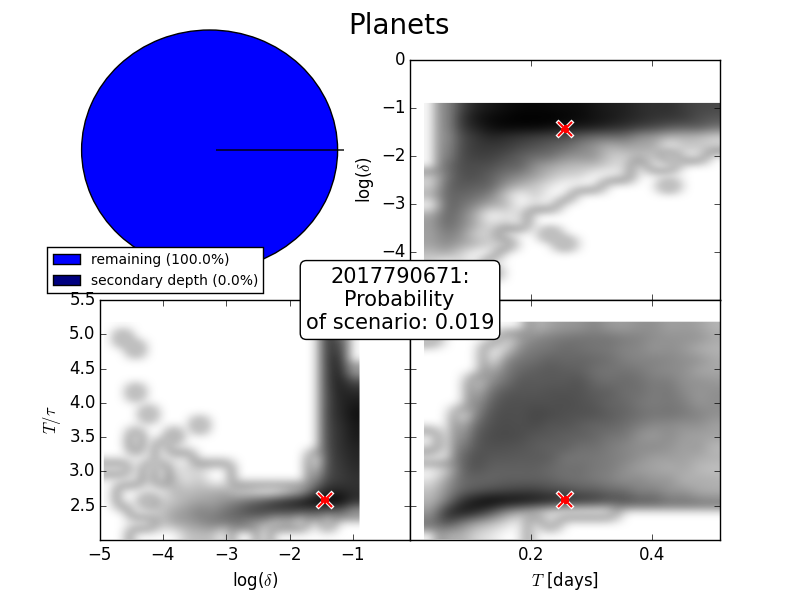 Planets
remaining (100.0%)
secondary depth (0.0%)
0
−1
−2
−3
−4
log(δ)
2017790671:
Probability
of scenario: 0.019
5.5
5.0
4.5
4.0
3.5
3.0
2.5
T/τ
−5
−4
−3
−2
−1
log(δ)
0.2
0.4
T [days]